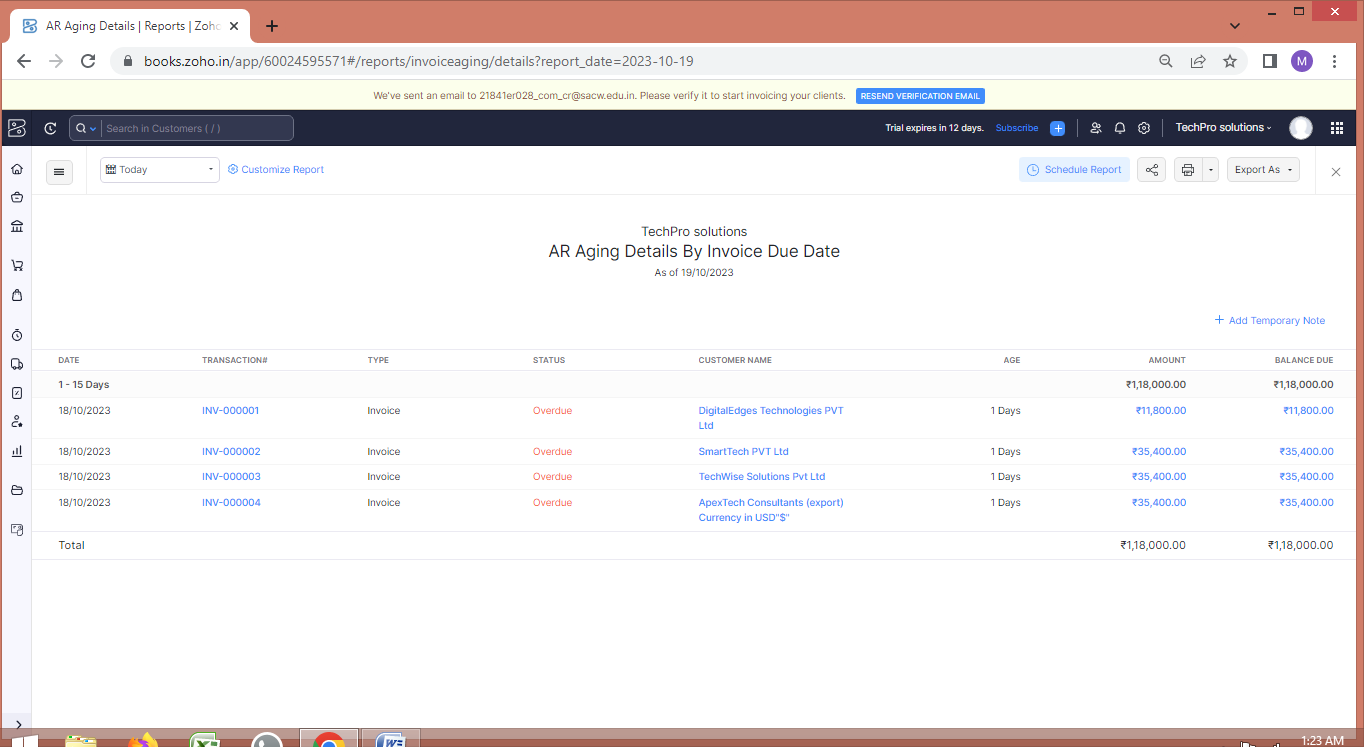 AR Aging Details | Reports | Zoho
books.zoho.in/app/60024595571#/reports/invoiceaging/details?report_date=2023-10-19
M
We've sent an email to 21841er028_com_cr@sacw.edu.in. Please verify it to start invoicing your clients. RESEND VERIFICATION EMAIL
Search in Customers ( / )
Trial expires in 12 days. Subscribe
TechPro solutions
Today
Customize Report
Schedule Report
Export As
TechPro solutions
AR Aging Details By Invoice Due Date
As of 19/10/2023
Add Temporary Note
DATE TRANSACTION# TYPE STATUS CUSTOMER NAME AGE AMOUNT BALANCE DUE
1 - 15 Days ₹1,18,000.00 ₹1,18,000.00
18/10/2023 INV-000001 Invoice Overdue DigitalEdges Technologies PVT 1 Days ₹11,800.00 ₹11,800.00
Ltd
18/10/2023 INV-000002 Invoice Overdue SmartTech PVT Ltd 1 Days ₹35,400.00 ₹35,400.00
18/10/2023 INV-000003 Invoice Overdue TechWise Solutions Pvt Ltd 1 Days ₹35,400.00 ₹35,400.00
18/10/2023 INV-000004 Invoice Overdue ApexTech Consultants (export) 1 Days ₹35,400.00 ₹35,400.00
Currency in USD"$"
Total ₹1,18,000.00 ₹1,18,000.00
1:23 AM